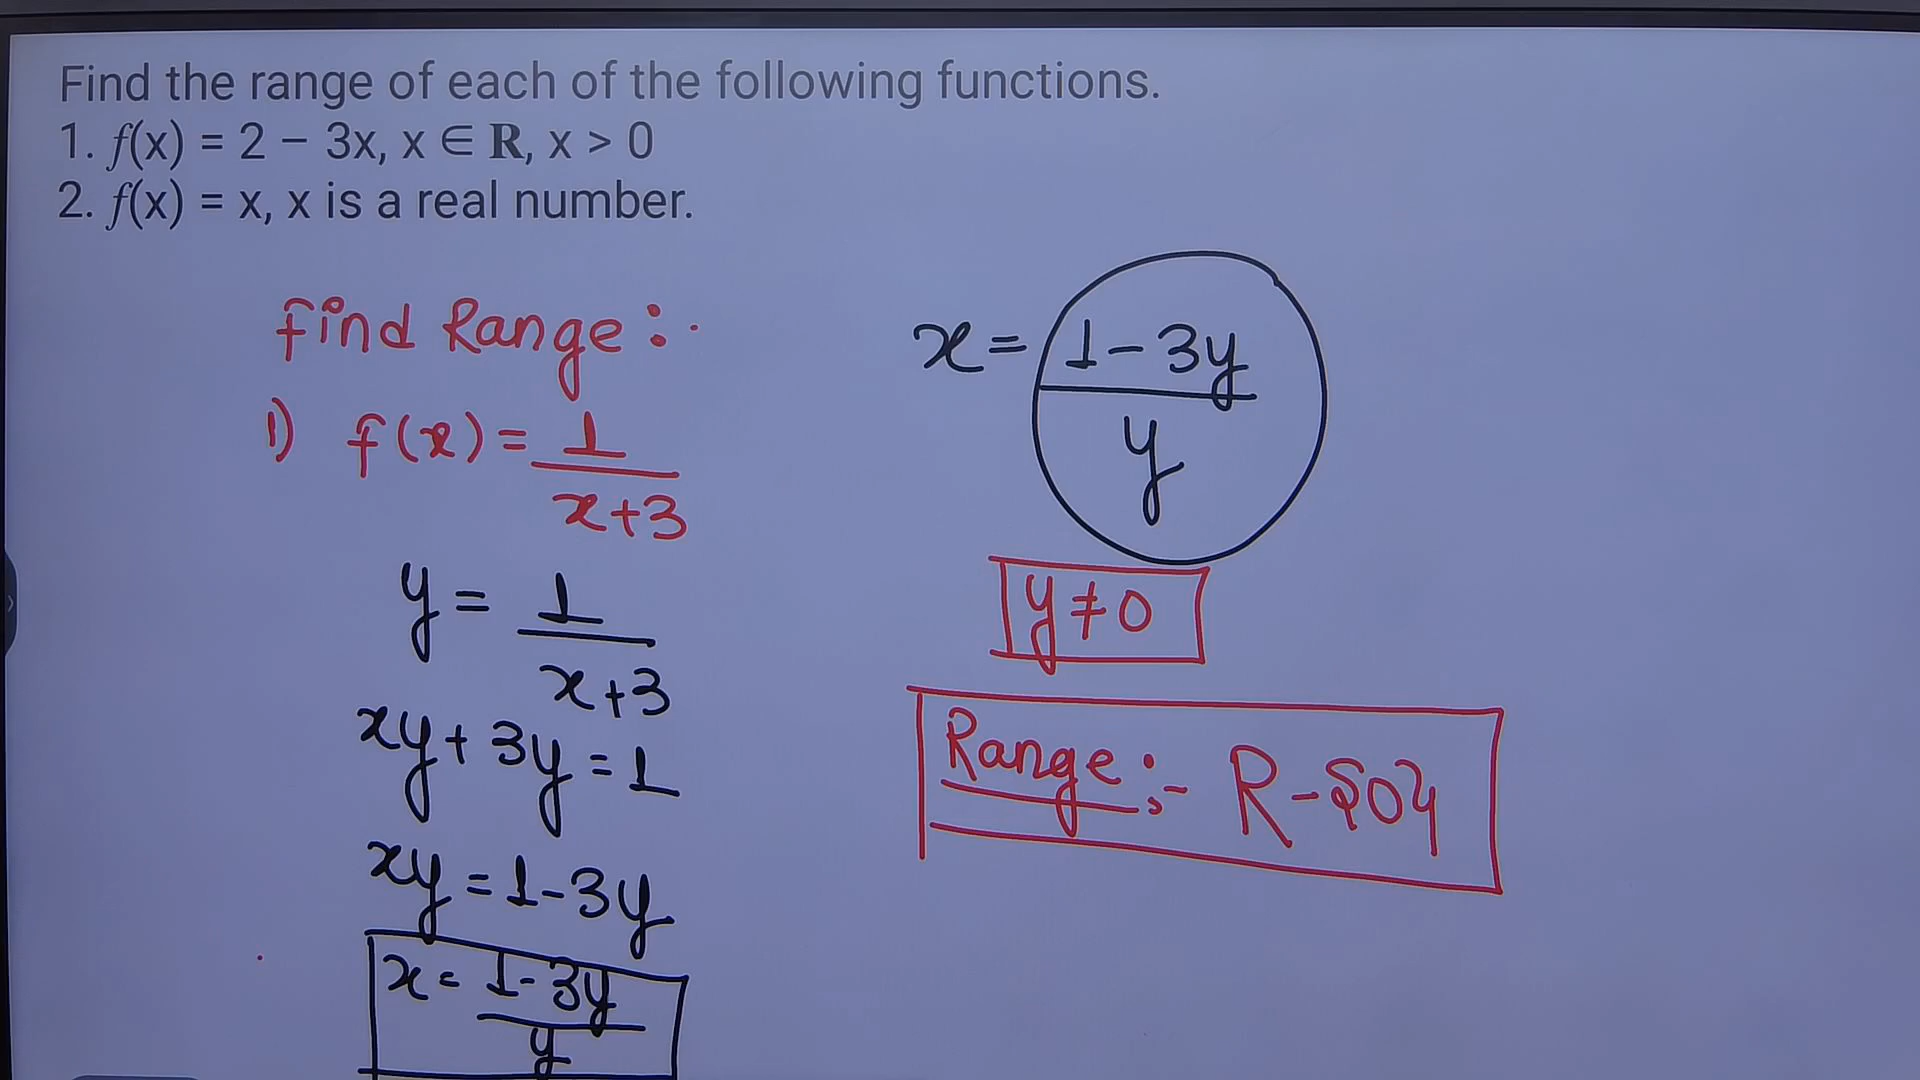 Find the range of each of the following functions.
1. f(x) = 2 – 3x, x ∈ R, x > 0
2. f(x) = x, x is a real number.
find Range :.
1) f(x) = 1/(x+3)
y = 1/(x+3)
xy + 3y = 1
xy = 1 - 3y
x = (1 - 3y)/y
x = (1 - 3y)/y
y ≠ 0
Range :- R - {0}